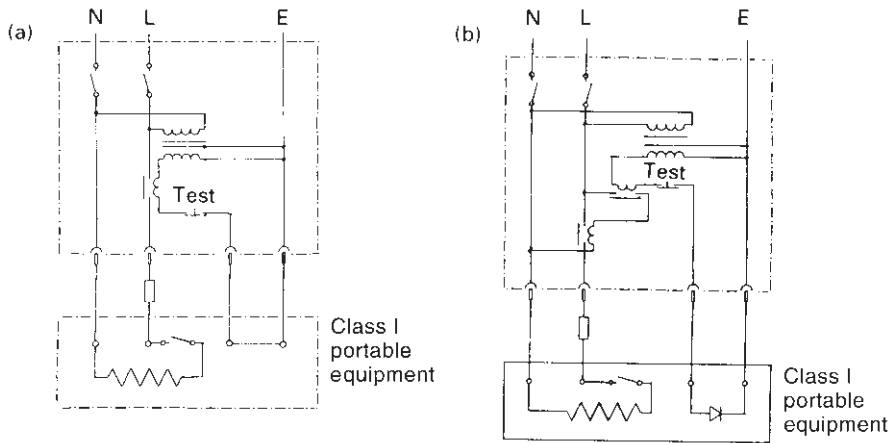 (a)
N L E
Test
Class I
portable
equipment
(b)
N L E
Test
Class I
portable
equipment